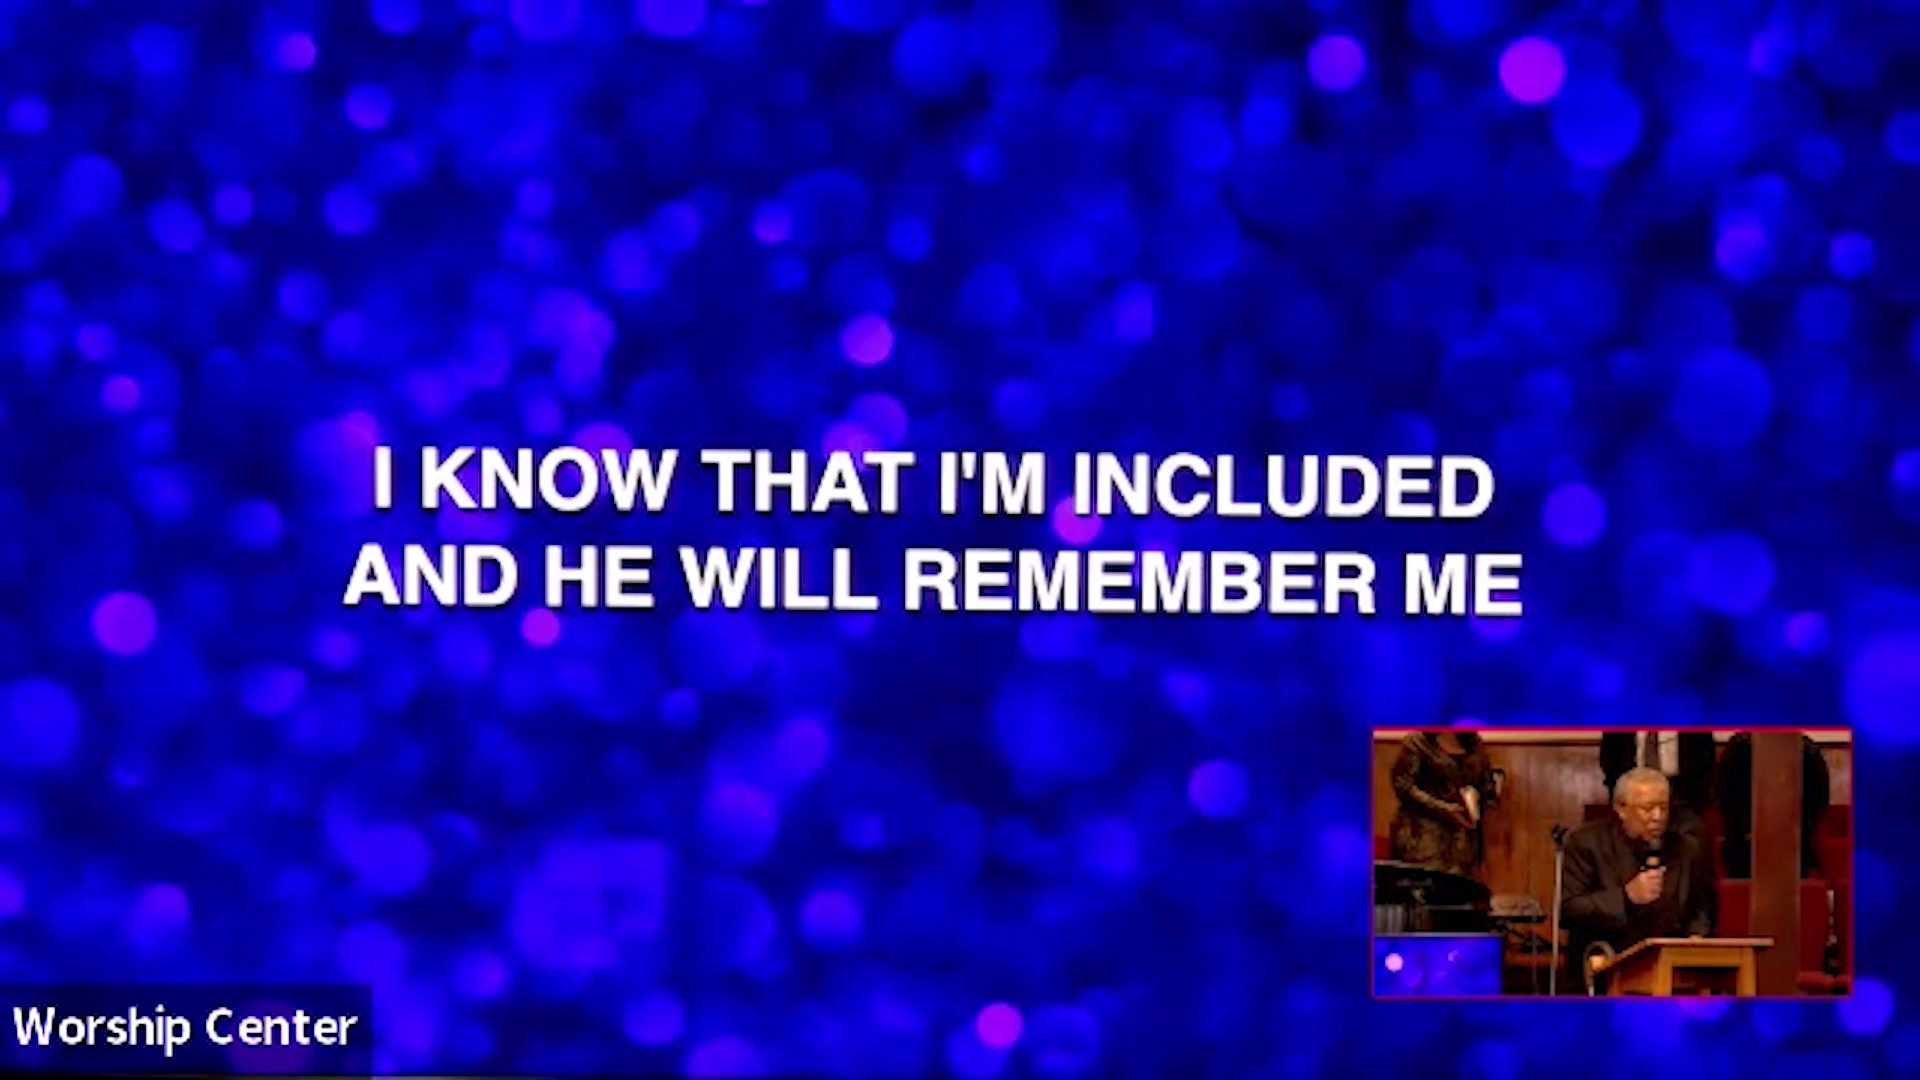 I KNOW THAT I'M INCLUDED
AND HE WILL REMEMBER ME
Worship Center